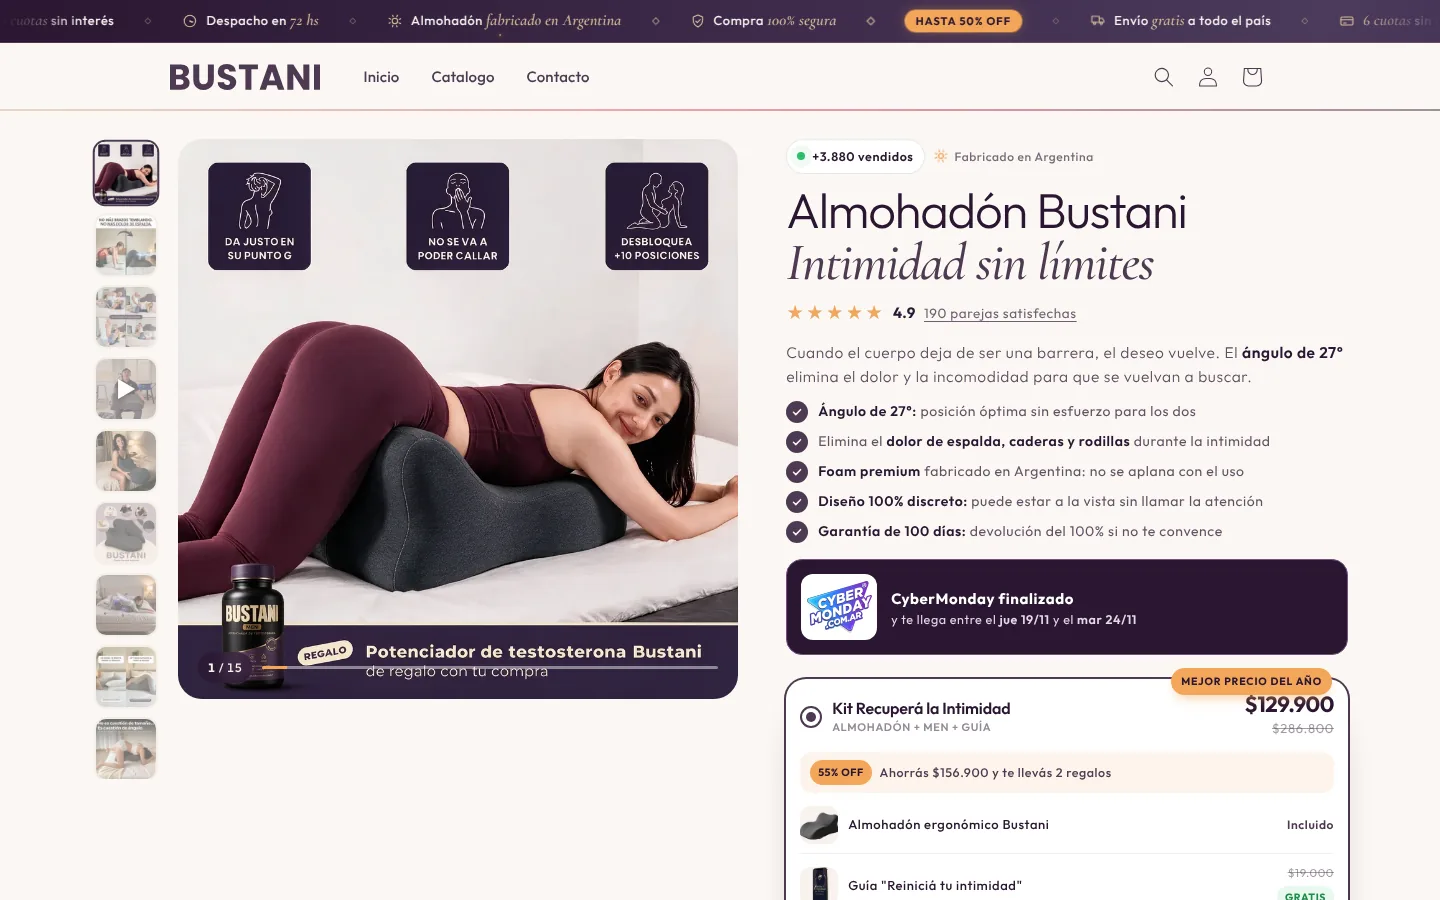 cuotas sin interés
Despacho en 72 hs
Almohadón fabricado en Argentina
Compra 100% segura
HASTA 50% OFF
Envío gratis a todo el país
6 cuotas sin
BUSTANI
Inicio
Catalogo
Contacto
DA JUSTO EN
SU PUNTO G
NO SE VA A
PODER CALLAR
DESBLOQUEA
+10 POSICIONES
BUSTANI
MEN
REGALO
Potenciador de testosterona Bustani
de regalo con tu compra
1 / 15
BUSTANI
+3.880 vendidos
Fabricado en Argentina
Almohadón Bustani
Intimidad sin límites
4.9 190 parejas satisfechas
Cuando el cuerpo deja de ser una barrera, el deseo vuelve. El ángulo de 27°
elimina el dolor y la incomodidad para que se vuelvan a buscar.
Ángulo de 27°: posición óptima sin esfuerzo para los dos
Elimina el dolor de espalda, caderas y rodillas durante la intimidad
Foam premium fabricado en Argentina: no se aplana con el uso
Diseño 100% discreto: puede estar a la vista sin llamar la atención
Garantía de 100 días: devolución del 100% si no te convence
CYBER
MONDAY
.COM.AR
CyberMonday finalizado
y te llega entre el jue 19/11 y el mar 24/11
MEJOR PRECIO DEL AÑO
Kit Recuperá la Intimidad
$129.900
ALMOHADÓN + MEN + GUÍA
$286.800
55% OFF Ahorrás $156.900 y te llevás 2 regalos
Almohadón ergonómico Bustani
Incluido
Guía "Reiniciá tu intimidad"
$19.000
GRATIS